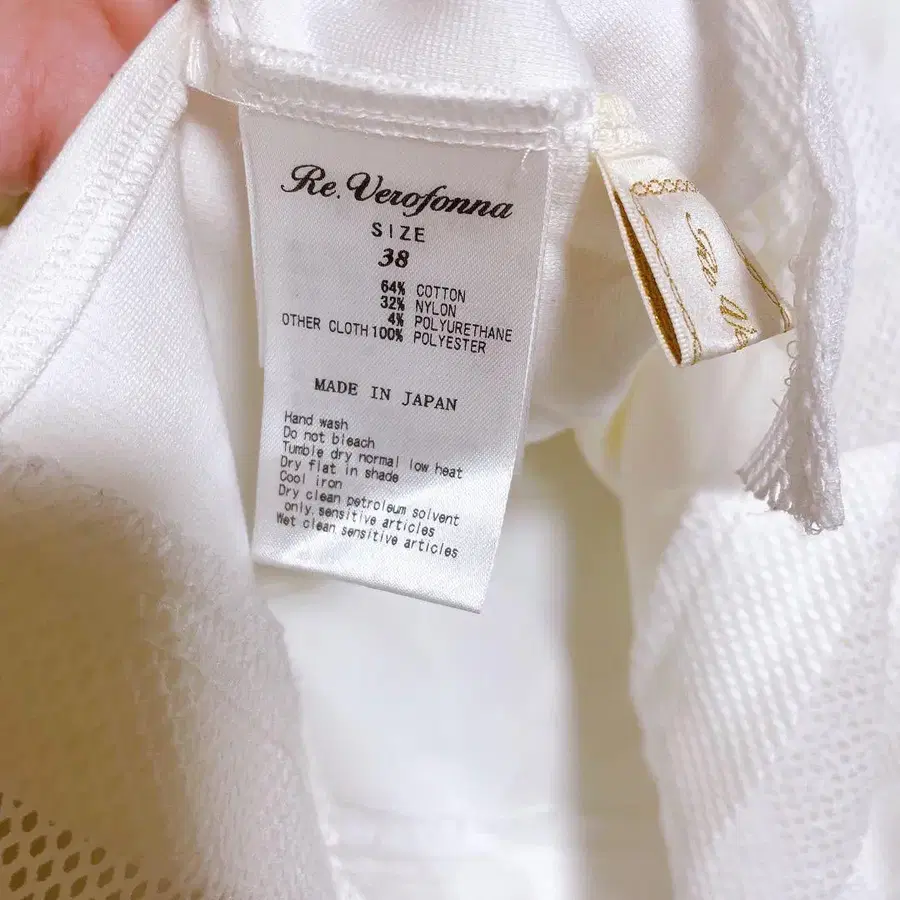 Re.Verofonna
SIZE
38
64% COTTON
32% NYLON
4% POLYURETHANE
OTHER CLOTH 100% POLYESTER
MADE IN JAPAN
Hand wash
Do not bleach
Tumble dry normal low heat
Dry flat in shade
Cool iron
Dry clean petroleum solvent
only.sensitive articles
Wet clean sensitive articles